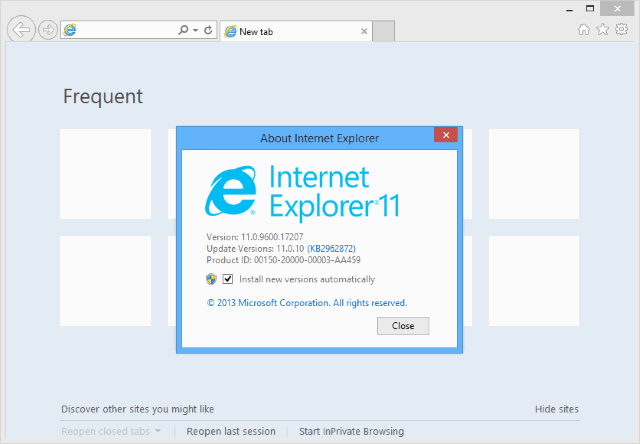 New tab
Frequent
About Internet Explorer
Internet
Explorer®11
Version: 11.0.9600.17207
Update Versions: 11.0.10 (KB2962872)
Product ID: 00150-20000-00003-AA459
Install new versions automatically
© 2013 Microsoft Corporation. All rights reserved.
Close
Discover other sites you might like
Hide sites
Reopen closed tabs
Reopen last session
Start InPrivate Browsing